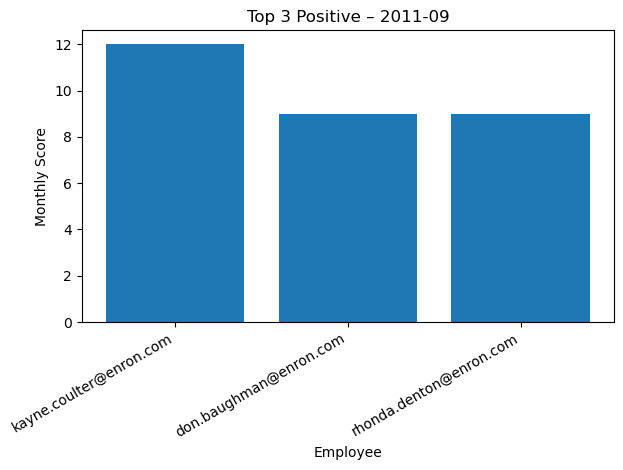 Top 3 Positive – 2011-09
Monthly Score
12
10
8
6
4
2
0
kayne.coulter@enron.com
don.baughman@enron.com
rhonda.denton@enron.com
Employee